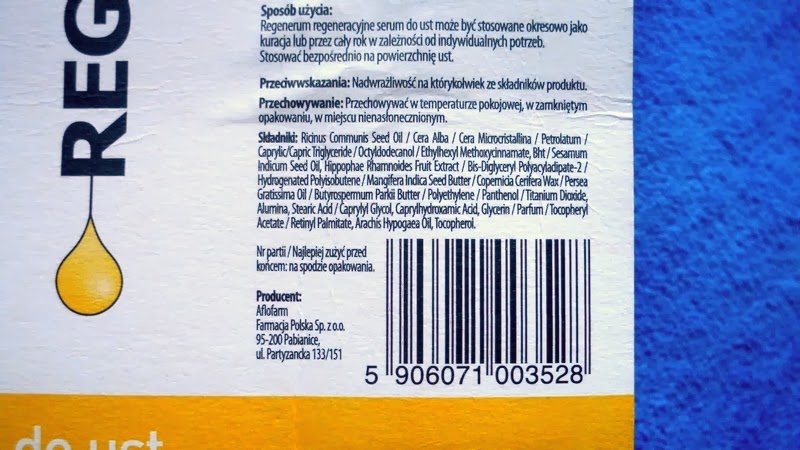 REG
Sposób użycia:
Regenerum regeneracyjne serum do ust może być stosowane okresowo jako
kuracja lub przez cały rok w zależności od indywidualnych potrzeb.
Stosować bezpośrednio na powierzchnię ust.
Przeciwwskazania: Nadwrażliwość na którykolwiek ze składników produktu.
Przechowywanie: Przechowywać w temperaturze pokojowej, w zamkniętym
opakowaniu, w miejscu nienasłonecznionym.
Składniki: Ricinus Communis Seed Oil / Cera Alba / Cera Microcristallina / Petrolatum /
Caprylic/Capric Triglyceride / Octyldodecanol / Ethylhexyl Methoxycinnamate, Bht / Sesamum
Indicum Seed Oil, Hippophae Rhamnoides Fruit Extract / Bis-Diglyceryl Polyacyladipate-2 /
Hydrogenated Polyisobutene / Mangifera Indica Seed Butter / Copernicia Cerifera Wax / Persea
Gratissima Oil / Butyrospermum Parkii Butter / Polyethylene / Panthenol / Titanium Dioxide,
Alumina, Stearic Acid / Caprylyl Glycol, Caprylhydroxamic Acid, Glycerin / Parfum / Tocopheryl
Acetate / Retinyl Palmitate, Arachis Hypogaea Oil, Tocopherol.
Nr partii / Najlepiej zużyć przed
końcem: na spodzie opakowania.
Producent:
Aflofarm
Farmacja Polska Sp. z o.o.
95-200 Pabianice,
ul. Partyzancka 133/151
5 906071 003528
do ust